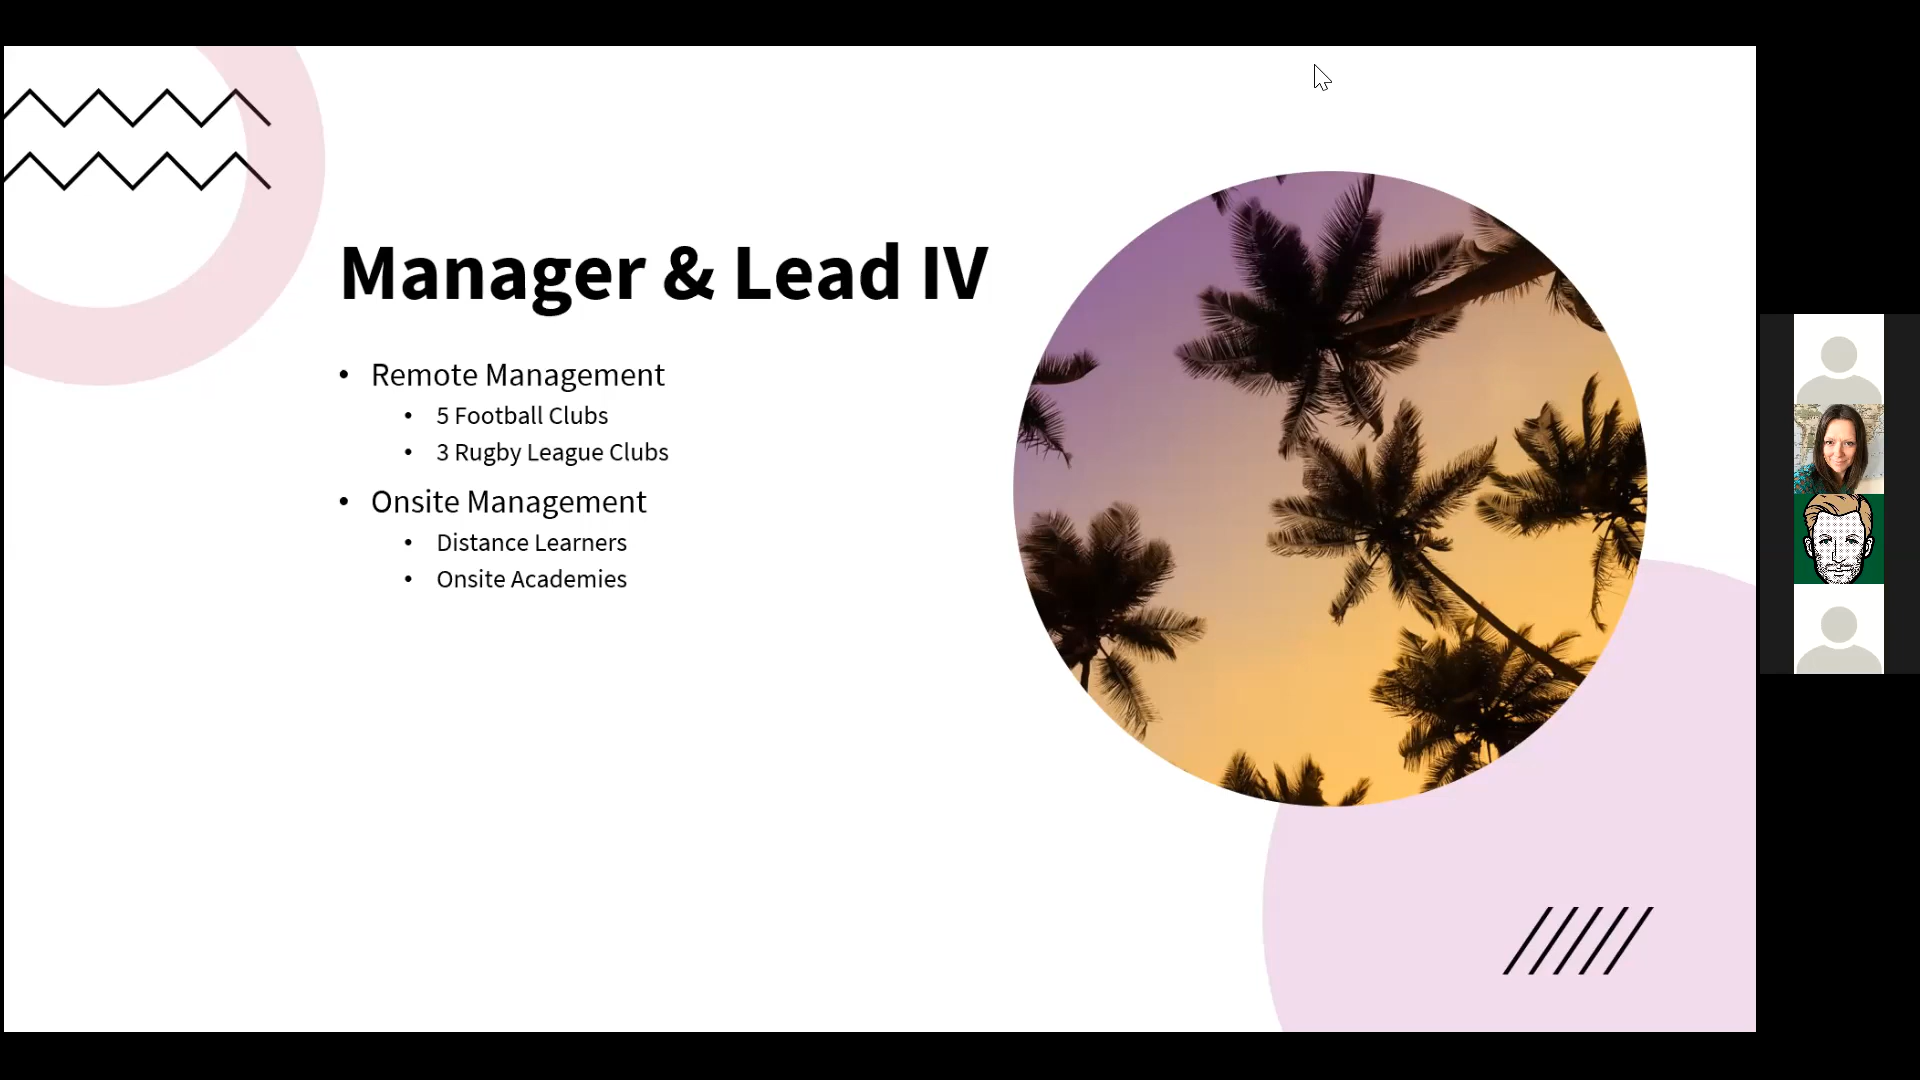 Manager & Lead IV
• Remote Management
• 5 Football Clubs
• 3 Rugby League Clubs
• Onsite Management
• Distance Learners
• Onsite Academies